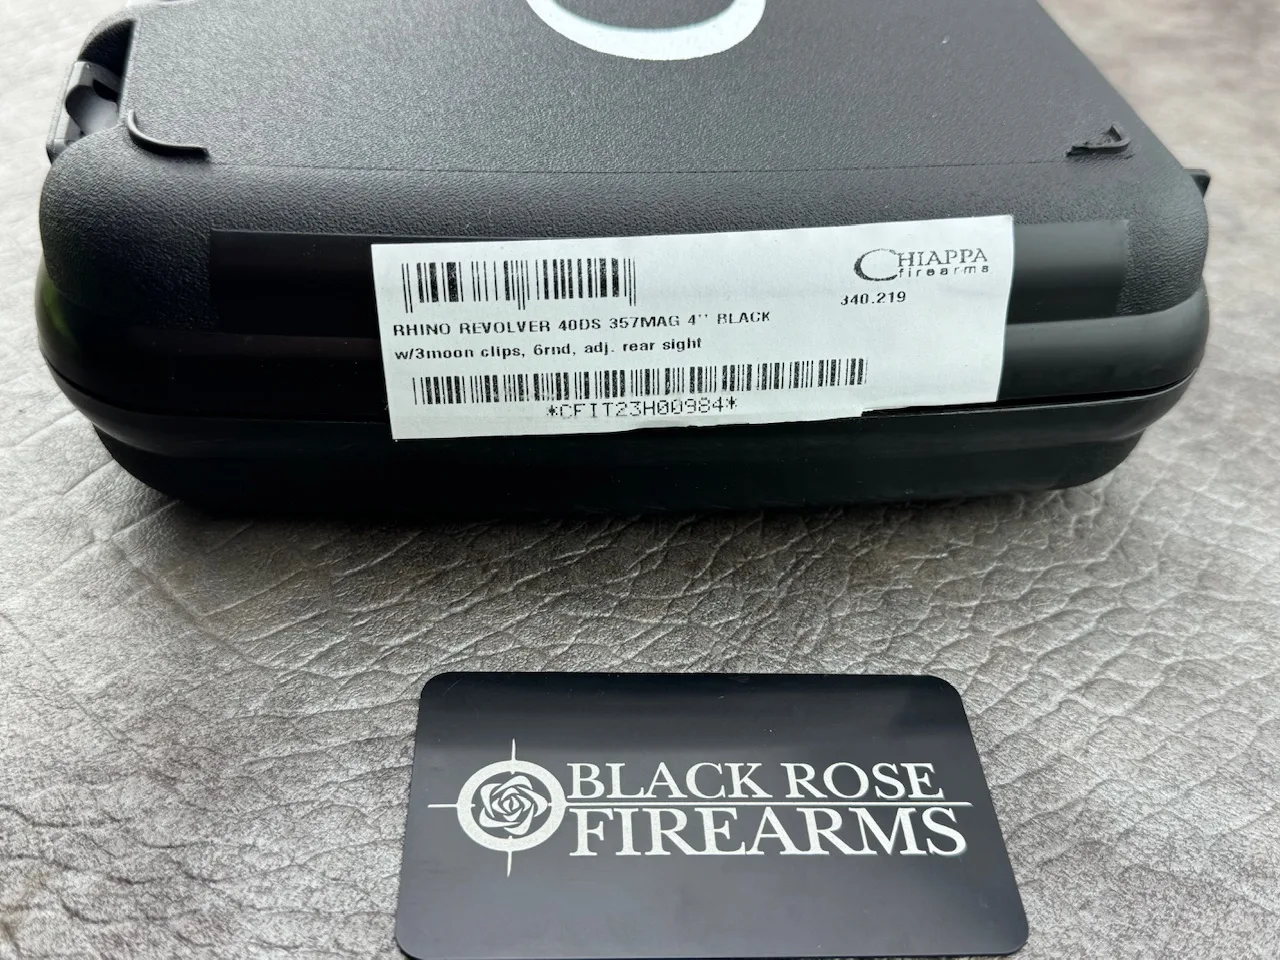 CHIAPPA
firearms
340.219
RHINO REVOLVER 40DS 357MAG 4'' BLACK
w/3moon clips, 6rnd, adj. rear sight
*CFIT23H00984*
BLACK ROSE
FIREARMS